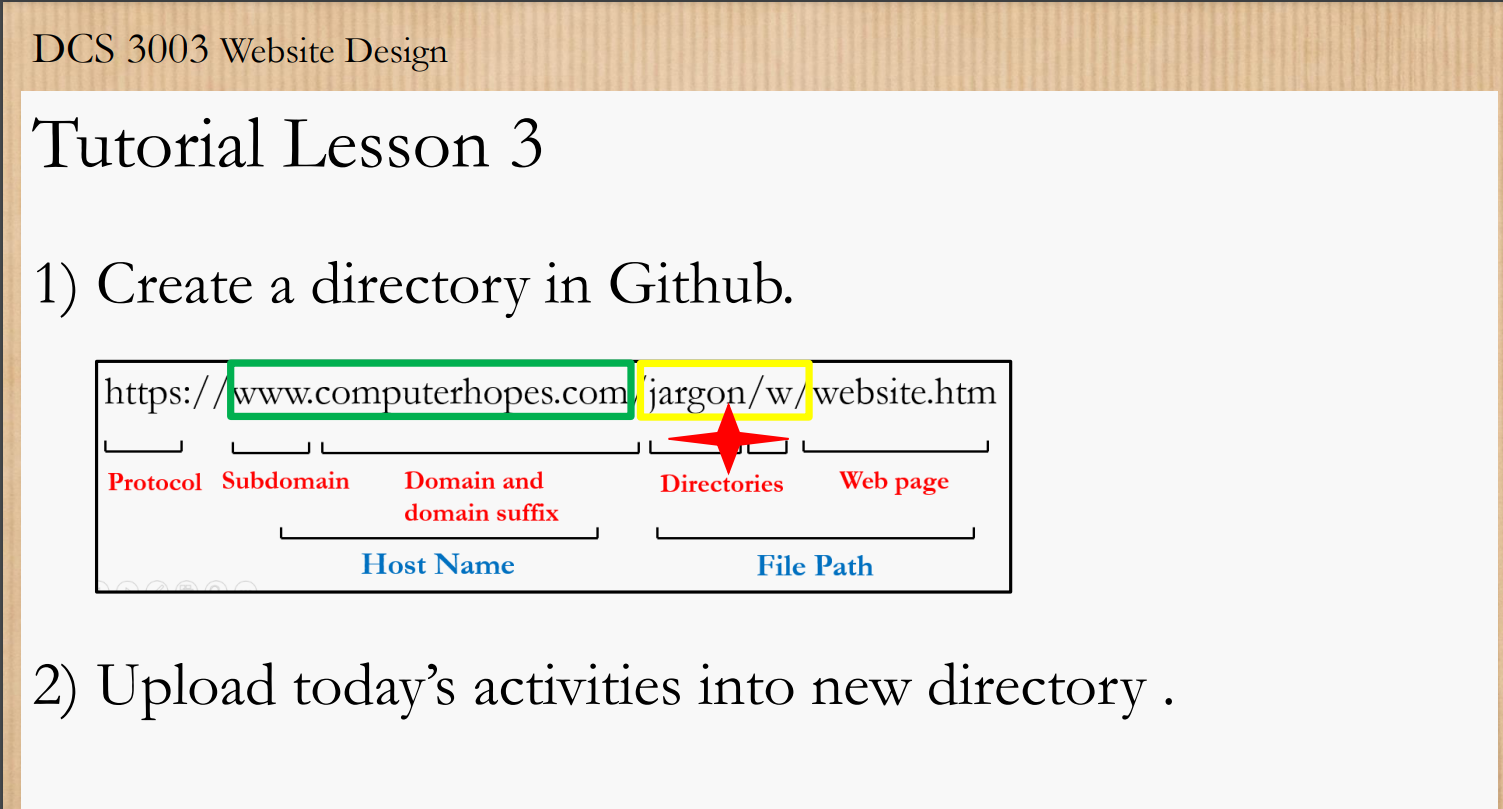 DCS 3003 Website Design
Tutorial Lesson 3
1) Create a directory in Github.
https://www.computerhopes.com/jargon/w/website.htm
Protocol Subdomain Domain and domain suffix Directories Web page
Host Name File Path
2) Upload today’s activities into new directory .